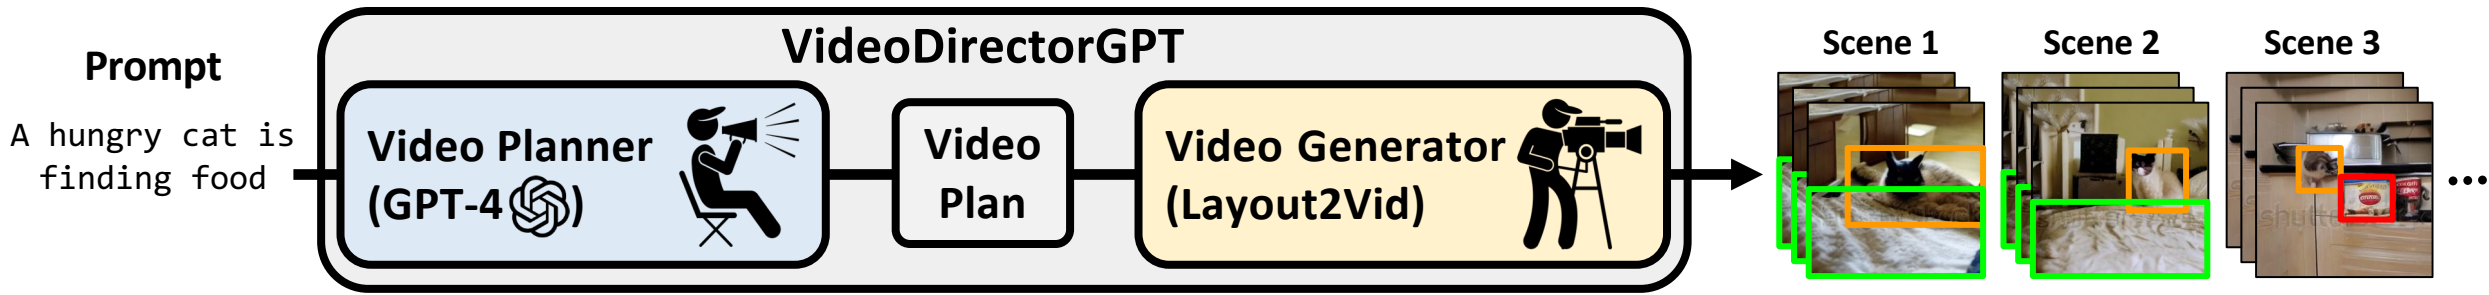 Prompt
A hungry cat is
finding food
VideoDirectorGPT
Video Planner
(GPT-4 )
Video
Plan
Video Generator
(Layout2Vid)
Scene 1
Scene 2
Scene 3
...